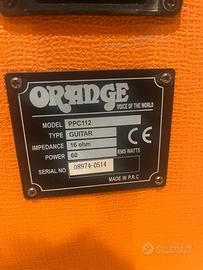 ORANGE
VOICE OF THE WORLD
MODEL PPC112
TYPE GUITAR
IMPEDANCE 16 ohm
POWER 60 RMS WATTS
SERIAL NO 08974-0514
CE
MADE IN P.R.C
subito